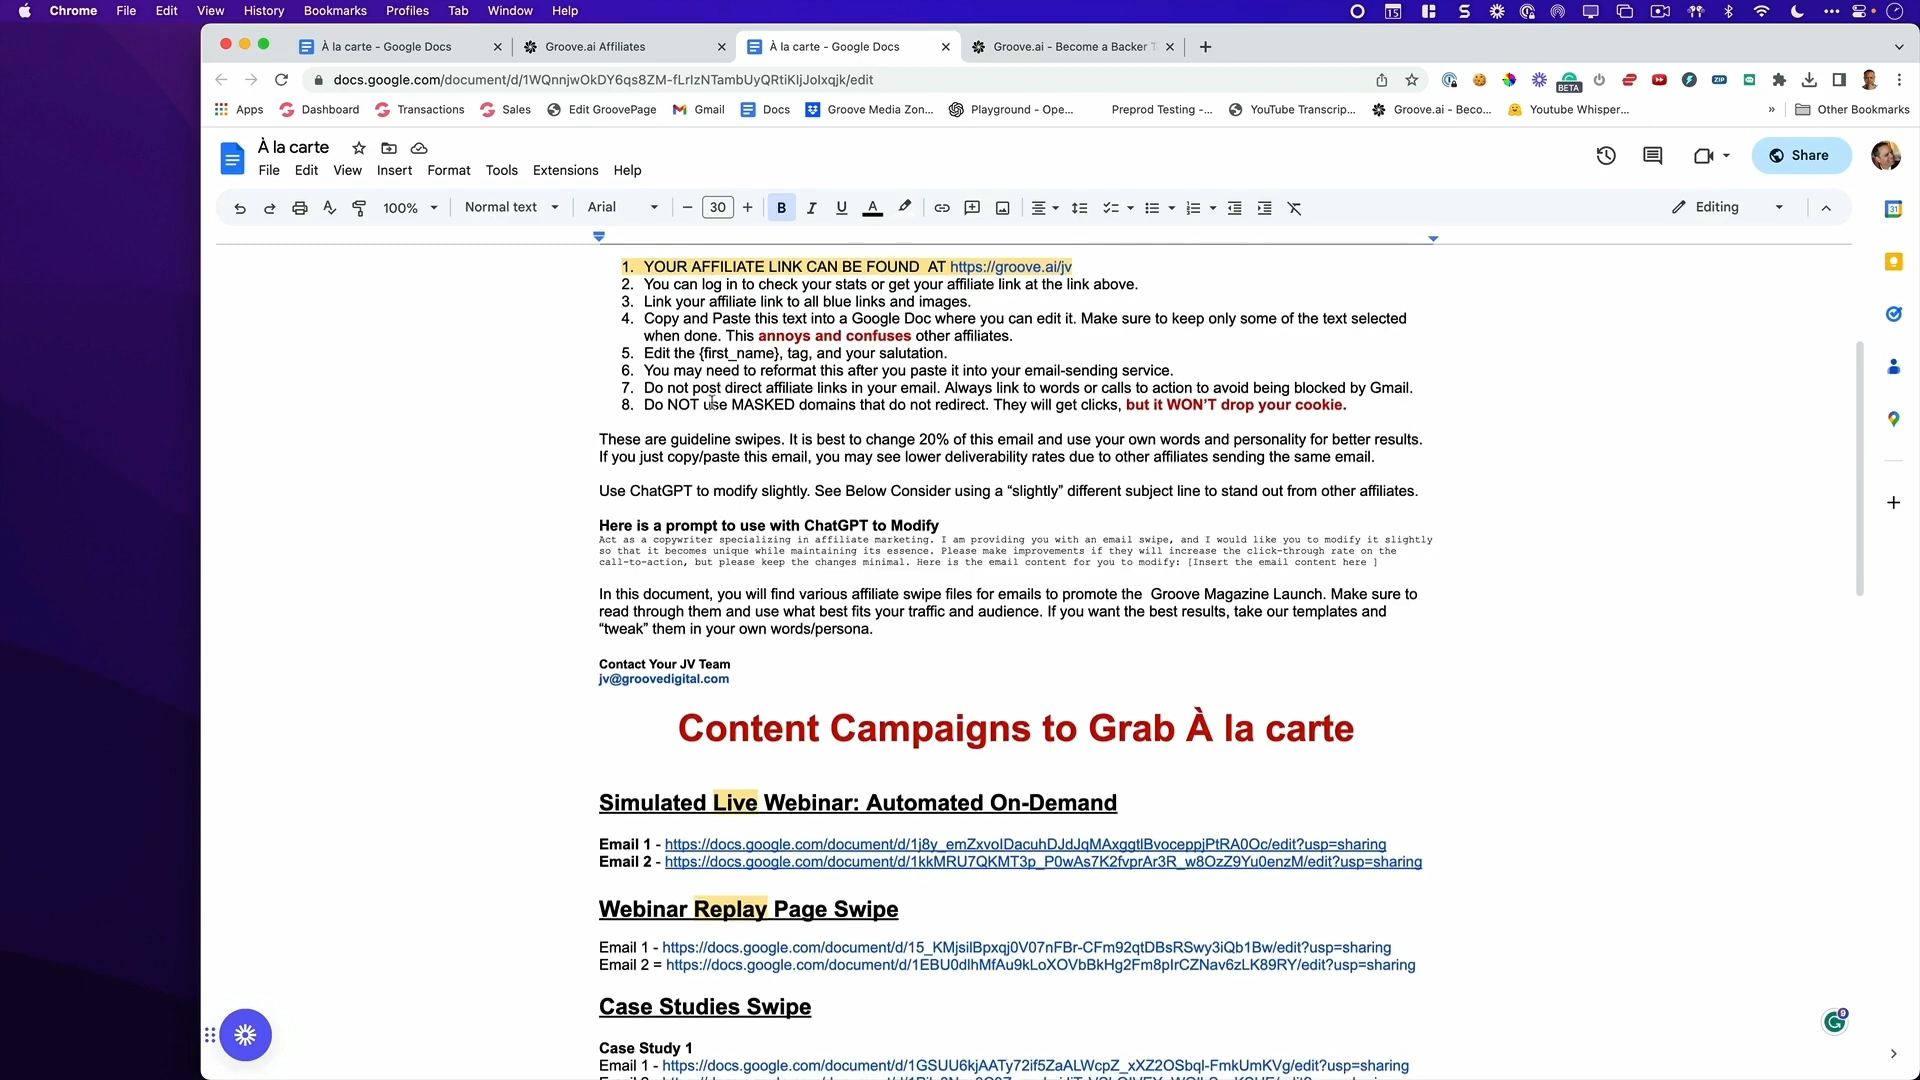 Chrome File Edit View History Bookmarks Profiles Tab Window Help
15
À la carte - Google Docs
Groove.ai Affiliates
À la carte - Google Docs
Groove.ai - Become a Backer
docs.google.com/document/d/1WQnnjwOkDY6qs8ZM-fLrIzNTambUyQRtiKljJoIxqjk/edit
BETA
ZIP
Apps Dashboard Transactions Sales Edit GroovePage Gmail Docs Groove Media Zon... Playground - Ope... Preprod Testing -... YouTube Transcrip... Groove.ai - Beco... Youtube Whisper... » Other Bookmarks
À la carte
Share
File Edit View Insert Format Tools Extensions Help
100% Normal text Arial 30 B I U A Editing
31
1. YOUR AFFILIATE LINK CAN BE FOUND AT https://groove.ai/jv
2. You can log in to check your stats or get your affiliate link at the link above.
3. Link your affiliate link to all blue links and images.
4. Copy and Paste this text into a Google Doc where you can edit it. Make sure to keep only some of the text selected
when done. This annoys and confuses other affiliates.
5. Edit the {first_name}, tag, and your salutation.
6. You may need to reformat this after you paste it into your email-sending service.
7. Do not post direct affiliate links in your email. Always link to words or calls to action to avoid being blocked by Gmail.
8. Do NOT use MASKED domains that do not redirect. They will get clicks, but it WON'T drop your cookie.
These are guideline swipes. It is best to change 20% of this email and use your own words and personality for better results.
If you just copy/paste this email, you may see lower deliverability rates due to other affiliates sending the same email.
Use ChatGPT to modify slightly. See Below Consider using a “slightly” different subject line to stand out from other affiliates.
Here is a prompt to use with ChatGPT to Modify
Act as a copywriter specializing in affiliate marketing. I am providing you with an email swipe, and I would like you to modify it slightly
so that it becomes unique while maintaining its essence. Please make improvements if they will increase the click-through rate on the
call-to-action, but please keep the changes minimal. Here is the email content for you to modify: [Insert the email content here ]
In this document, you will find various affiliate swipe files for emails to promote the Groove Magazine Launch. Make sure to
read through them and use what best fits your traffic and audience. If you want the best results, take our templates and
“tweak” them in your own words/persona.
Contact Your JV Team
jv@groovedigital.com
Content Campaigns to Grab À la carte
Simulated Live Webinar: Automated On-Demand
Email 1 - https://docs.google.com/document/d/1j8y_emZxvoIDacuhDJdJqMAxggtlBvoceppjPtRA0Oc/edit?usp=sharing
Email 2 - https://docs.google.com/document/d/1kkMRU7QKMT3p_P0wAs7K2fvprAr3R_w8OzZ9Yu0enzM/edit?usp=sharing
Webinar Replay Page Swipe
Email 1 - https://docs.google.com/document/d/15_KMjsilBpxqj0V07nFBr-CFm92qtDBsRSwy3iQb1Bw/edit?usp=sharing
Email 2 = https://docs.google.com/document/d/1EBU0dlhMfAu9kLoXOVbBkHg2Fm8pIrCZNav6zLK89RY/edit?usp=sharing
Case Studies Swipe
Case Study 1
Email 1 - https://docs.google.com/document/d/1GSUU6kjAATy72if5ZaALWcpZ_xXZ2OSbql-FmkUmKVg/edit?usp=sharing
9